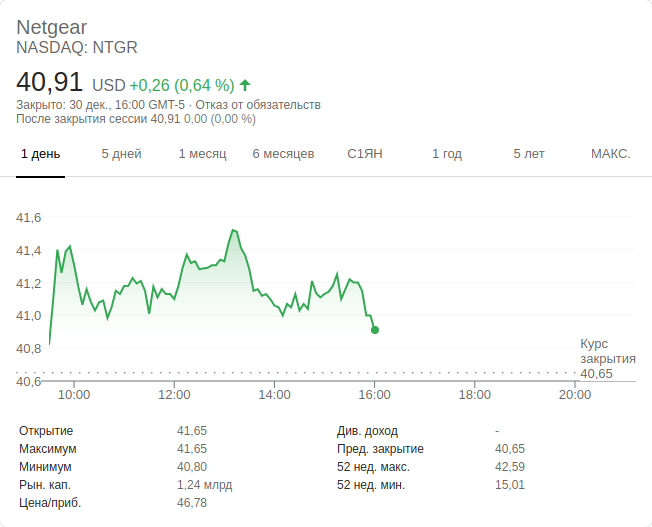 Netgear
NASDAQ: NTGR
40,91 USD +0,26 (0,64 %)
Закрыто: 30 дек., 16:00 GMT-5 · Отказ от обязательств
После закрытия сессии 40,91 0,00 (0,00 %)
1 день 5 дней 1 месяц 6 месяцев С1ЯН 1 год 5 лет МАКС.
41,6
41,4
41,2
41,0
40,8
Курс
закрытия
40,65
40,6
10:00 12:00 14:00 16:00 18:00 20:00
Открытие 41,65 Див. доход -
Максимум 41,65 Пред. закрытие 40,65
Минимум 40,80 52 нед. макс. 42,59
Рын. кап. 1,24 млрд 52 нед. мин. 15,01
Цена/приб. 46,78